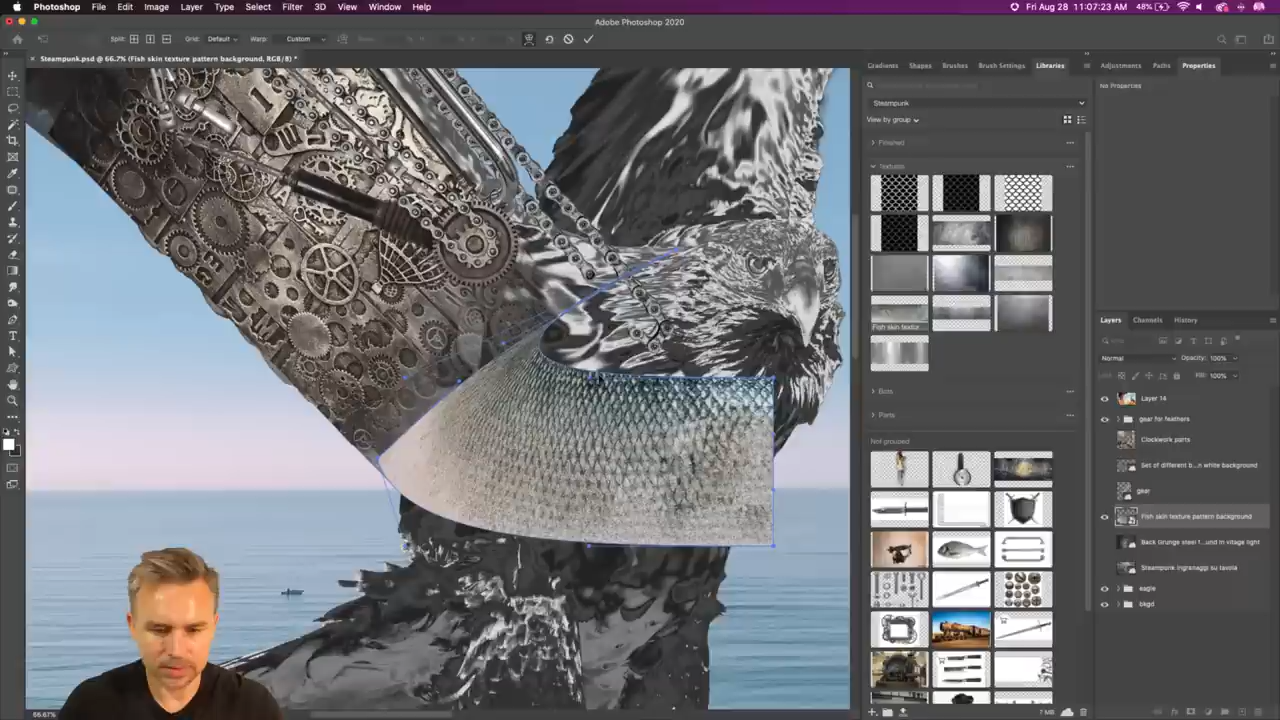 Photoshop File Edit Image Layer Type Select Filter 3D View Window Help
48% Fri Aug 28 11:07:23 AM
Adobe Photoshop 2020
Split: Grid: Default Warp: Custom
Steampunk.psd @ 66.7% (Fish skin texture pattern background, RGB/8) *
Gradients Shapes Brushes Brush Settings Libraries
Adjustments Paths Properties
No Properties
Steampunk
View by group
Finished
Textures
Fish skin textur
Bots
Parts
Not grouped
7 MB
Layers Channels History
Normal Opacity: 100%
Fill: 100%
Layer 14
gear for feathers
Clockwork parts
Set of different b...n white background
gear
Fish skin texture pattern background
Back Grunge steel f...und in vitage light
Steampunk ingranaggi su tavola
eagle
bkgd
66.67%